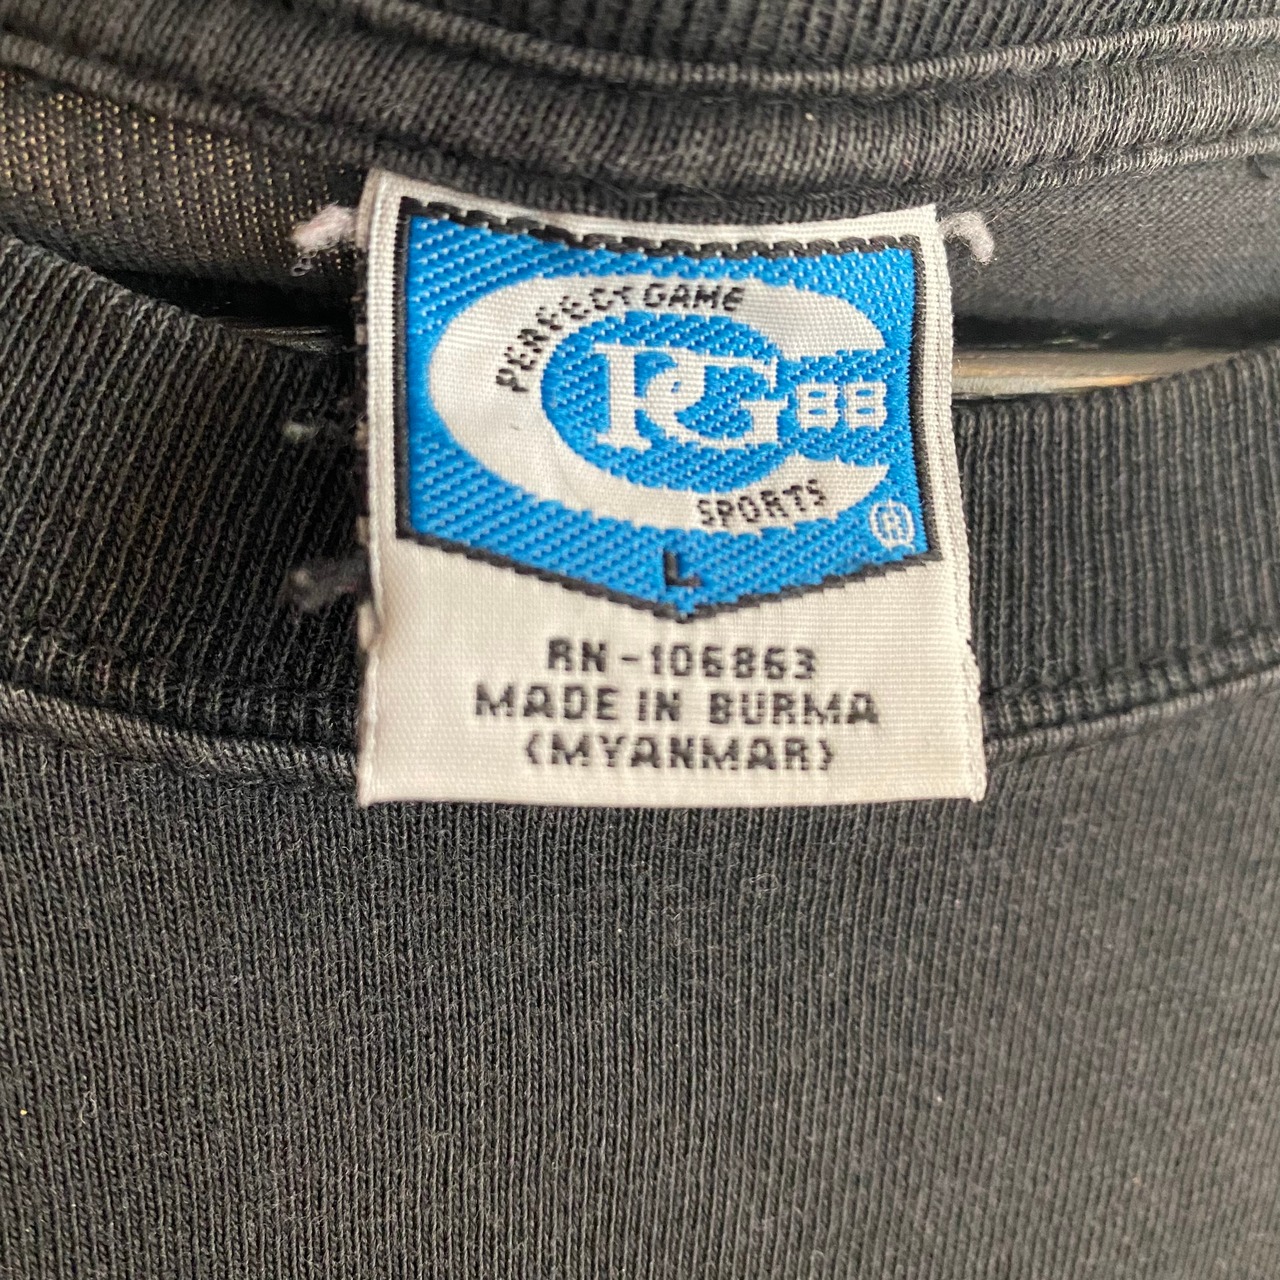 PERFECT GAME
PG 88
SPORTS
®
L
RN-106863
MADE IN BURMA
(MYANMAR)